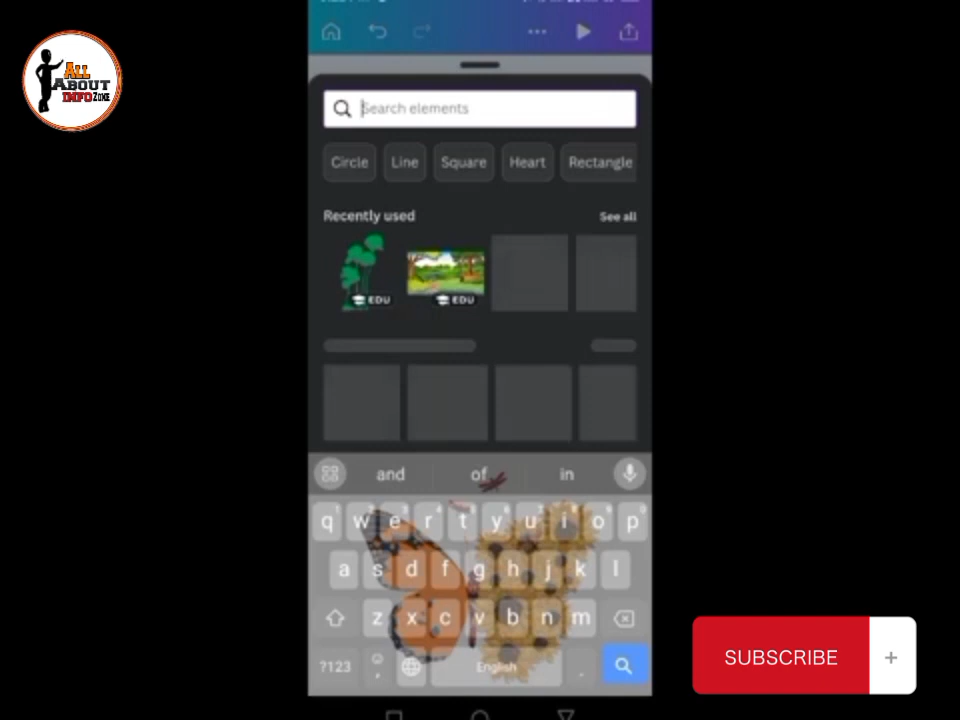 ALL
ABOUT
INFO ZONE
Search elements
Circle Line Square Heart Rectangle
Recently used See all
EDU EDU
and of in
q w e r t y u i o p
a s d f g h j k l
z x c v b n m
?123 , English .
SUBSCRIBE +